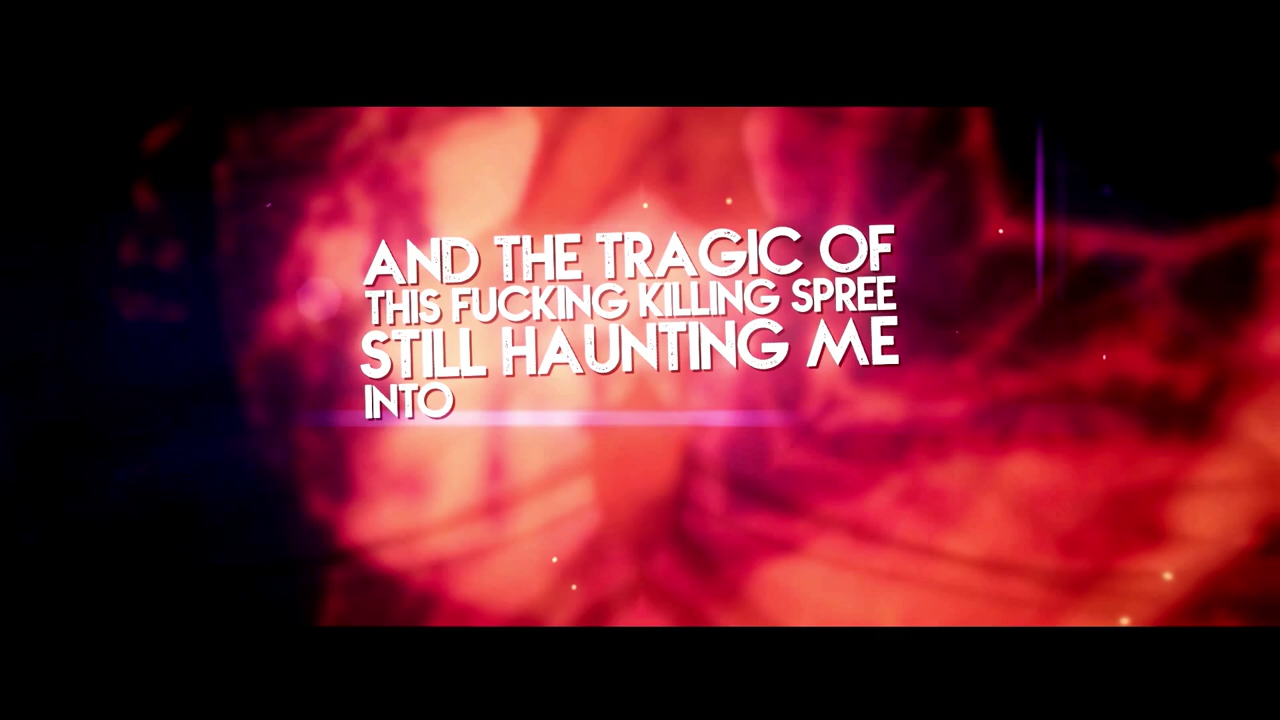 AND THE TRAGIC OF
THIS FUCKING KILLING SPREE
STILL HAUNTING ME
INTO